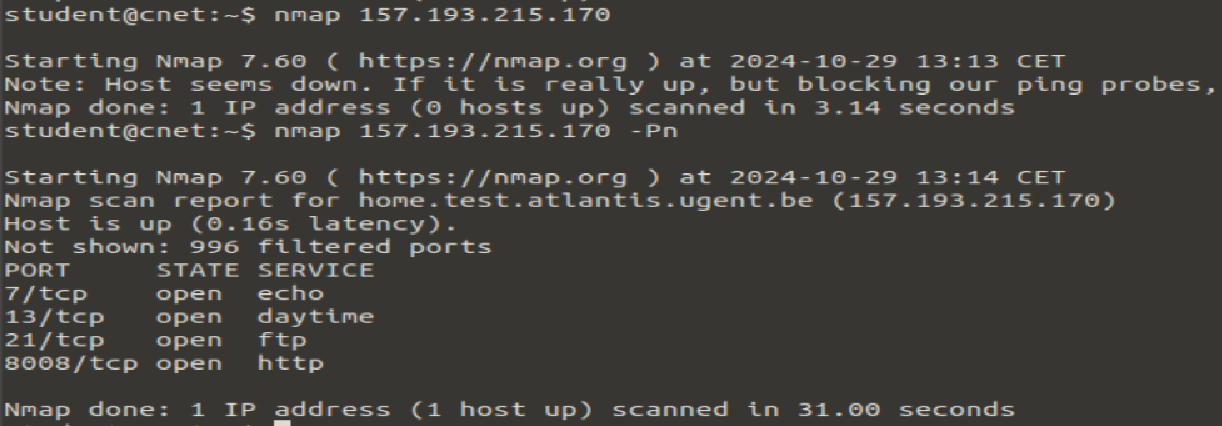 student@cnet:~$ nmap 157.193.215.170
Starting Nmap 7.60 ( https://nmap.org ) at 2024-10-29 13:13 CET
Note: Host seems down. If it is really up, but blocking our ping probes,
Nmap done: 1 IP address (0 hosts up) scanned in 3.14 seconds
student@cnet:~$ nmap 157.193.215.170 -Pn
Starting Nmap 7.60 ( https://nmap.org ) at 2024-10-29 13:14 CET
Nmap scan report for home.test.atlantis.ugent.be (157.193.215.170)
Host is up (0.16s latency).
Not shown: 996 filtered ports
PORT     STATE SERVICE
7/tcp    open  echo
13/tcp   open  daytime
21/tcp   open  ftp
8008/tcp open  http
Nmap done: 1 IP address (1 host up) scanned in 31.00 seconds